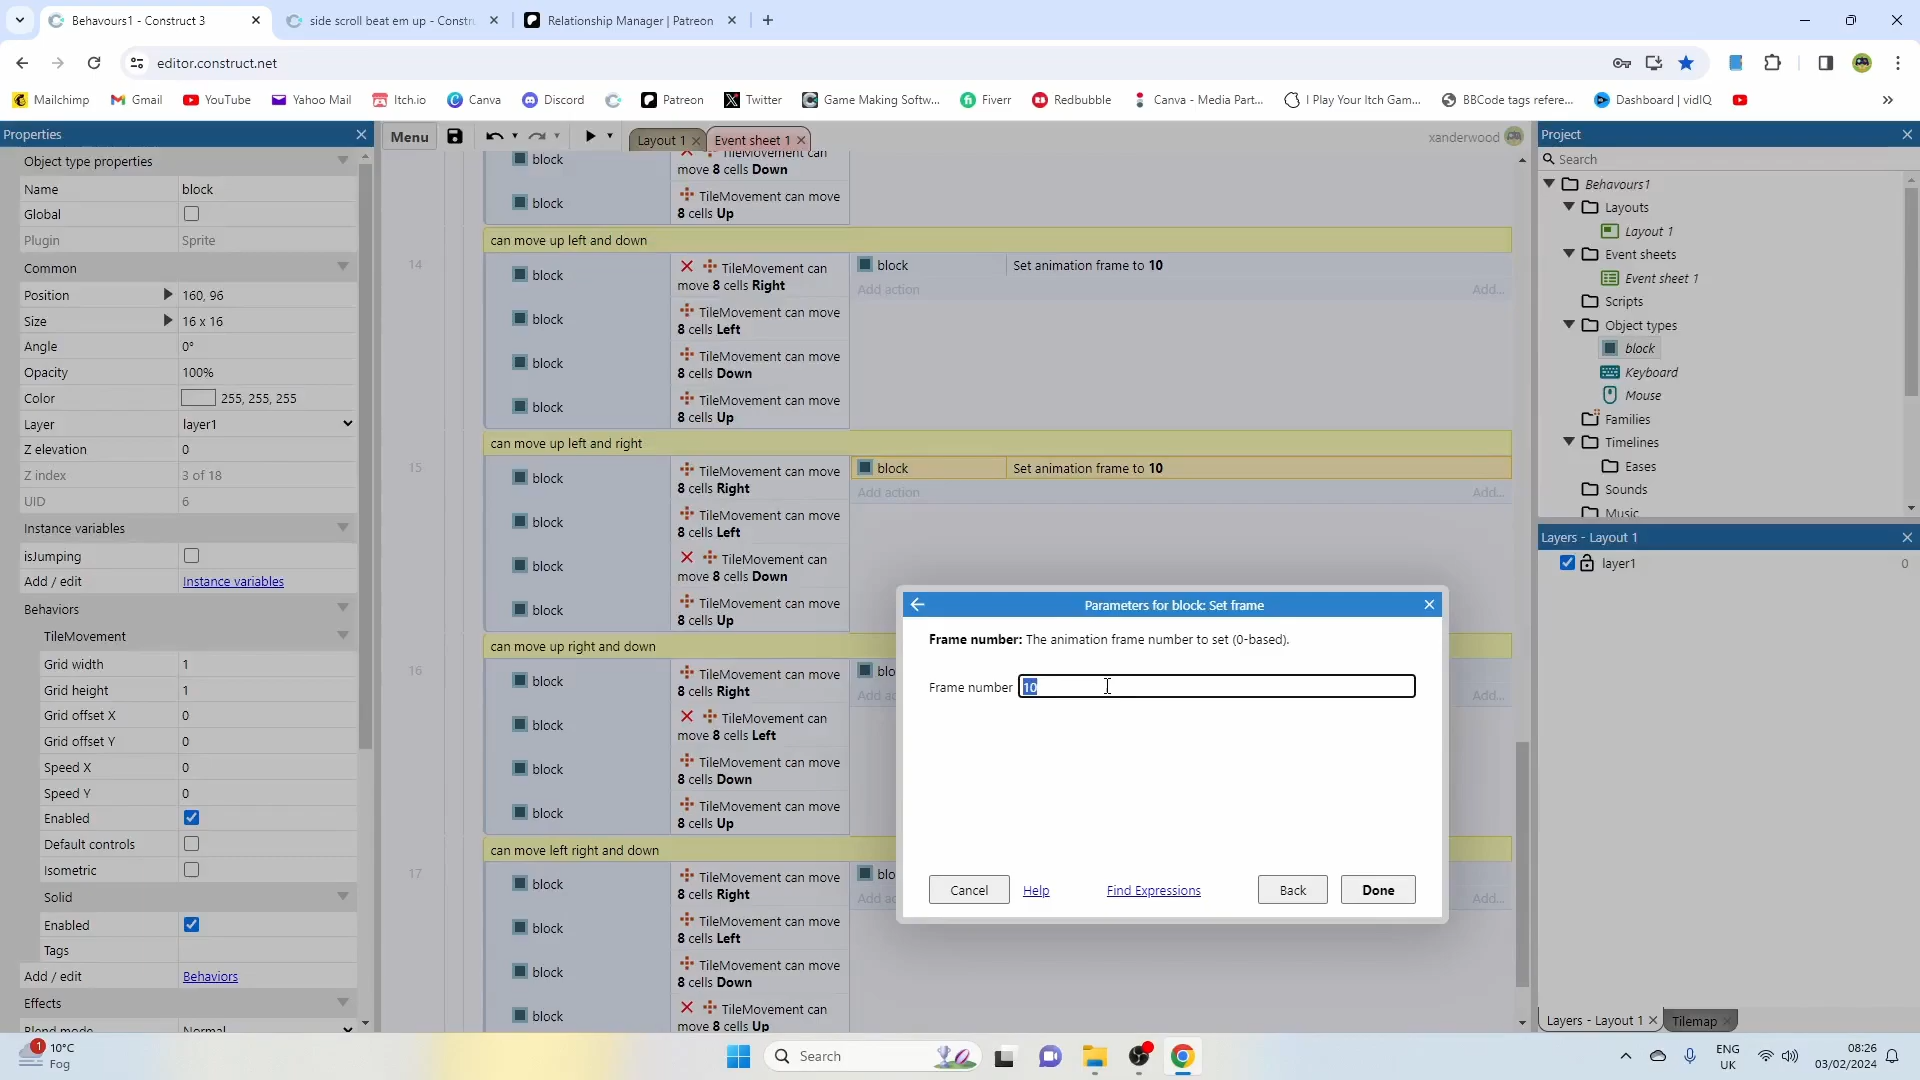 Behavours1 - Construct 3
side scroll beat em up - Constru
Relationship Manager | Patreon
editor.construct.net
Mailchimp
Gmail
YouTube
Yahoo Mail
Itch.io
Canva
Discord
Patreon
Twitter
Game Making Softw...
Fiverr
Redbubble
Canva - Media Part...
I Play Your Itch Gam...
BBCode tags refere...
Dashboard | vidIQ
Properties
Menu
Layout 1
Event sheet 1
xanderwood
Project
Object type properties
Name block
Global
Plugin Sprite
Common
Position 160, 96
Size 16 x 16
Angle 0°
Opacity 100%
Color 255, 255, 255
Layer layer1
Z elevation 0
Z index 3 of 18
UID 6
Instance variables
isJumping
Add / edit Instance variables
Behaviors
TileMovement
Grid width 1
Grid height 1
Grid offset X 0
Grid offset Y 0
Speed X 0
Speed Y 0
Enabled
Default controls
Isometric
Solid
Enabled
Tags
Add / edit Behaviors
Effects
Blend mode Normal
block TileMovement can
move 8 cells Down
block TileMovement can move
8 cells Up
can move up left and down
14
block TileMovement can
move 8 cells Right
block Set animation frame to 10
Add action Add...
block TileMovement can move
8 cells Left
block TileMovement can move
8 cells Down
block TileMovement can move
8 cells Up
can move up left and right
15
block TileMovement can move
8 cells Right
block Set animation frame to 10
Add action Add...
block TileMovement can move
8 cells Left
block TileMovement can
move 8 cells Down
block TileMovement can move
8 cells Up
can move up right and down
16
block TileMovement can move
8 cells Right
blo
Add ac Add...
block TileMovement can
move 8 cells Left
block TileMovement can move
8 cells Down
block TileMovement can move
8 cells Up
can move left right and down
17
block TileMovement can move
8 cells Right
blo
Add ac Add...
block TileMovement can move
8 cells Left
block TileMovement can move
8 cells Down
block TileMovement can
move 8 cells Up
Parameters for block: Set frame
Frame number: The animation frame number to set (0-based).
Frame number 10
Cancel
Help
Find Expressions
Back
Done
Search
Behavours1
Layouts
Layout 1
Event sheets
Event sheet 1
Scripts
Object types
block
Keyboard
Mouse
Families
Timelines
Eases
Sounds
Music
Layers - Layout 1
layer1 0
Layers - Layout 1
Tilemap
1
10°C
Fog
Search
ENG
UK
08:26
03/02/2024